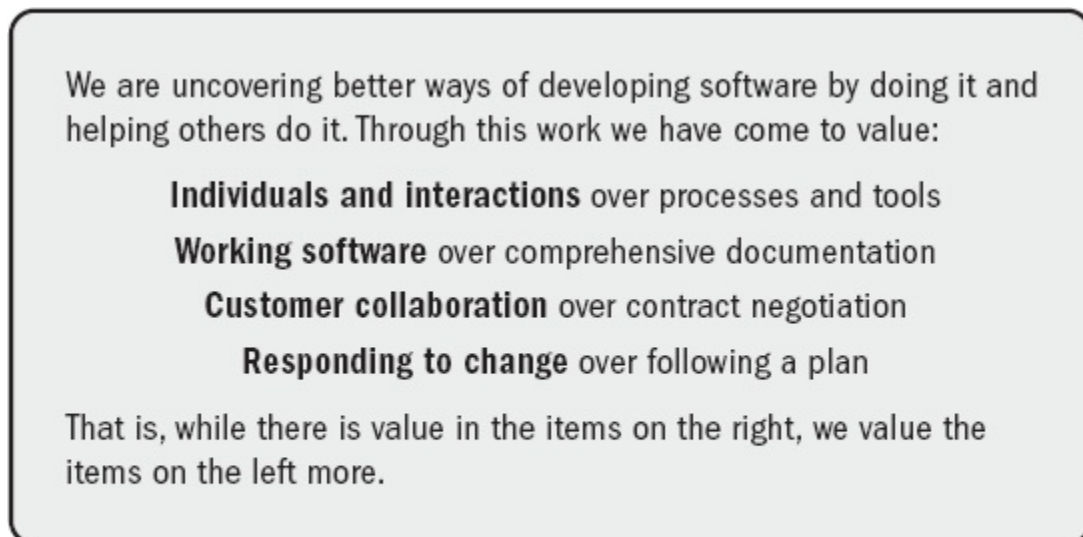 We are uncovering better ways of developing software by doing it and
helping others do it. Through this work we have come to value:
Individuals and interactions over processes and tools
Working software over comprehensive documentation
Customer collaboration over contract negotiation
Responding to change over following a plan
That is, while there is value in the items on the right, we value the
items on the left more.